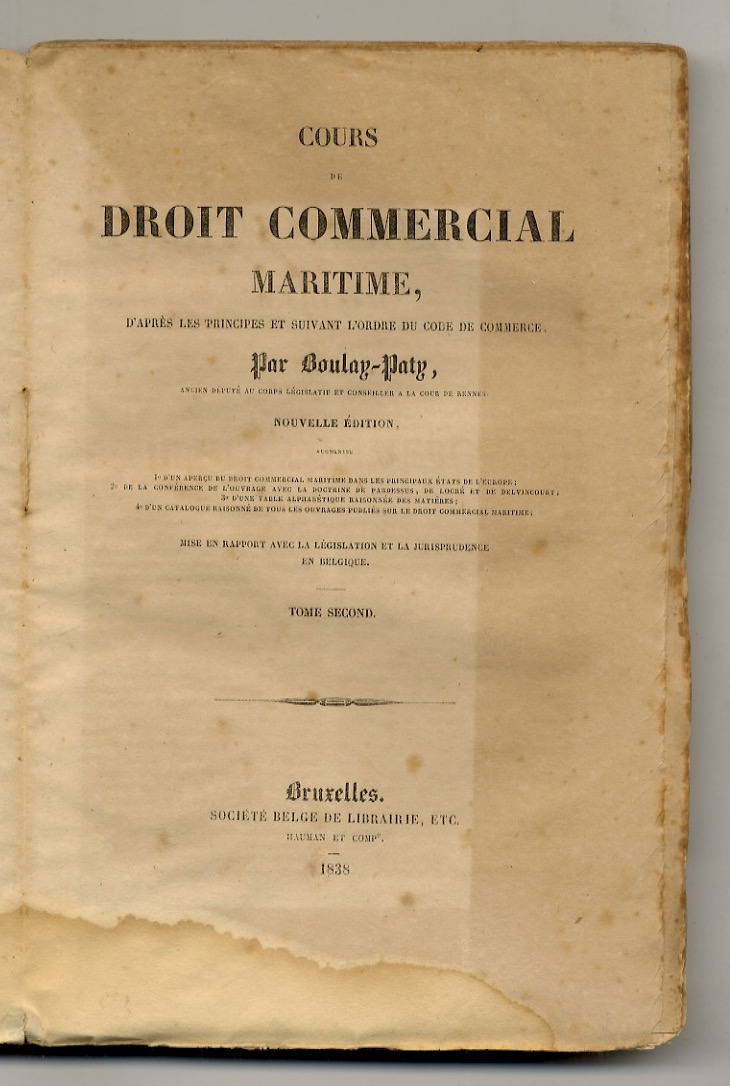 COURS
DE
DROIT COMMERCIAL
MARITIME,
D'APRÈS LES PRINCIPES ET SUIVANT L'ORDRE DU CODE DE COMMERCE.
Par Boulay-Paty,
ANCIEN DÉPUTÉ AU CORPS LÉGISLATIF ET CONSEILLER A LA COUR DE RENNES.
NOUVELLE ÉDITION,
AUGMENTÉE
1º D'UN APERÇU DU DROIT COMMERCIAL MARITIME DANS LES PRINCIPAUX ÉTATS DE L'EUROPE;
2º DE LA CONFÉRENCE DE L'OUVRAGE AVEC LA DOCTRINE DE PARDESSUS, DE LOCRÉ ET DE DELVINCOURT;
3º D'UNE TABLE ALPHABÉTIQUE RAISONNÉE DES MATIÈRES;
4º D'UN CATALOGUE RAISONNÉ DE TOUS LES OUVRAGES PUBLIÉS SUR LE DROIT COMMERCIAL MARITIME;
MISE EN RAPPORT AVEC LA LÉGISLATION ET LA JURISPRUDENCE
EN BELGIQUE.
TOME SECOND.
Bruxelles.
SOCIÉTÉ BELGE DE LIBRAIRIE, ETC.
HAUMAN ET COMPᵉ.
1838